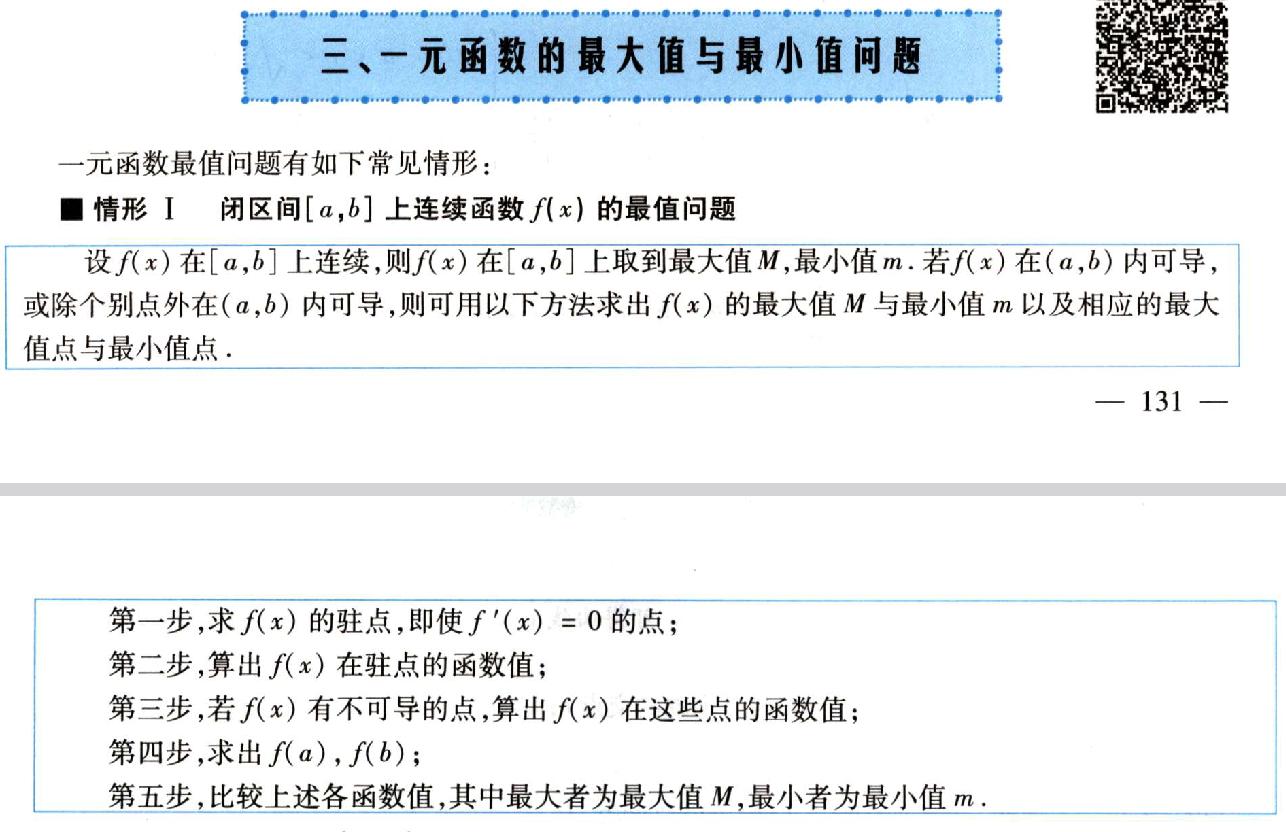 三、一元函数的最大值与最小值问题
一元函数最值问题有如下常见情形:
■ 情形 Ⅰ 闭区间[a,b] 上连续函数 f(x) 的最值问题
设 f(x) 在[a,b] 上连续,则f(x) 在[a,b] 上取到最大值 M,最小值 m. 若f(x) 在(a,b) 内可导,
或除个别点外在(a,b) 内可导,则可用以下方法求出 f(x) 的最大值 M 与最小值 m 以及相应的最大
值点与最小值点.
— 131 —
第一步,求 f(x) 的驻点,即使 f′(x) = 0 的点;
第二步,算出 f(x) 在驻点的函数值;
第三步,若 f(x) 有不可导的点,算出 f(x) 在这些点的函数值;
第四步,求出 f(a), f(b);
第五步,比较上述各函数值,其中最大者为最大值 M,最小者为最小值 m.